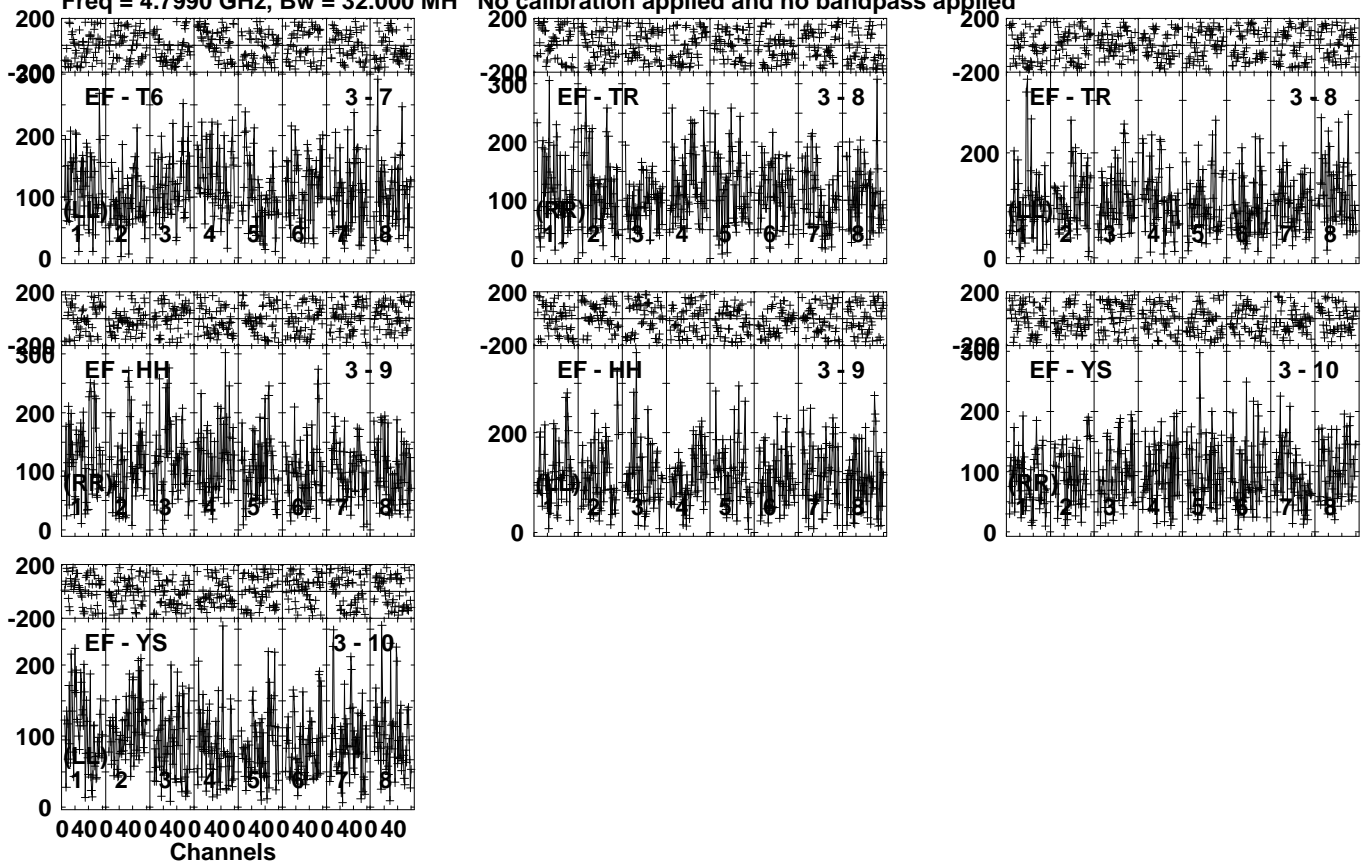 Freq = 4.7990 GHz, Bw = 32.000 MH No calibration applied and no bandpass applied
200
-200
300
EF - T6 3 - 7
200
100
0
(LL)
1 2 3 4 5 6 7 8
200
-200
300
EF - TR 3 - 8
200
100
0
(RR)
1 2 3 4 5 6 7 8
200
-200
EF - TR 3 - 8
200
0
(LL)
1 2 3 4 5 6 7 8
200
-200
300
EF - HH 3 - 9
200
100
0
(RR)
1 2 3 4 5 6 7 8
200
-200
EF - HH 3 - 9
200
0
(LL)
1 2 3 4 5 6 7 8
200
-200
300
EF - YS 3 - 10
200
100
0
(RR)
1 2 3 4 5 6 7 8
200
-200
EF - YS 3 - 10
200
100
0
(LL)
1 2 3 4 5 6 7 8
0 40 0 40 0 40 0 40 0 40 0 40 0 40 0 40
Channels